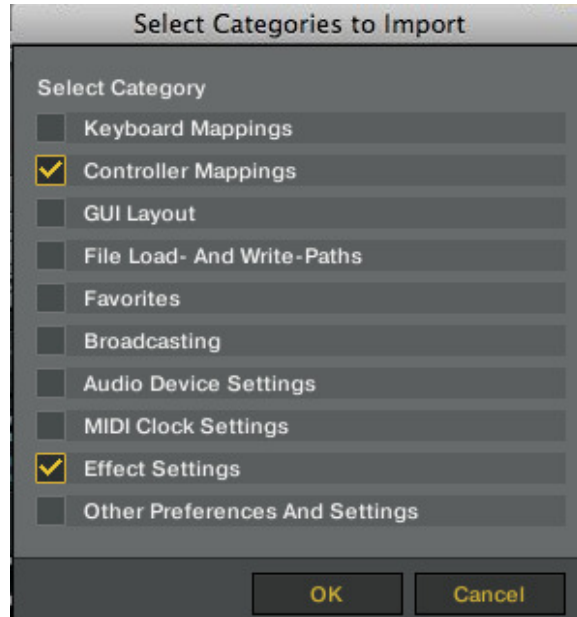 Select Categories to Import
Select Category
Keyboard Mappings
Controller Mappings
GUI Layout
File Load- And Write-Paths
Favorites
Broadcasting
Audio Device Settings
MIDI Clock Settings
Effect Settings
Other Preferences And Settings
OK Cancel